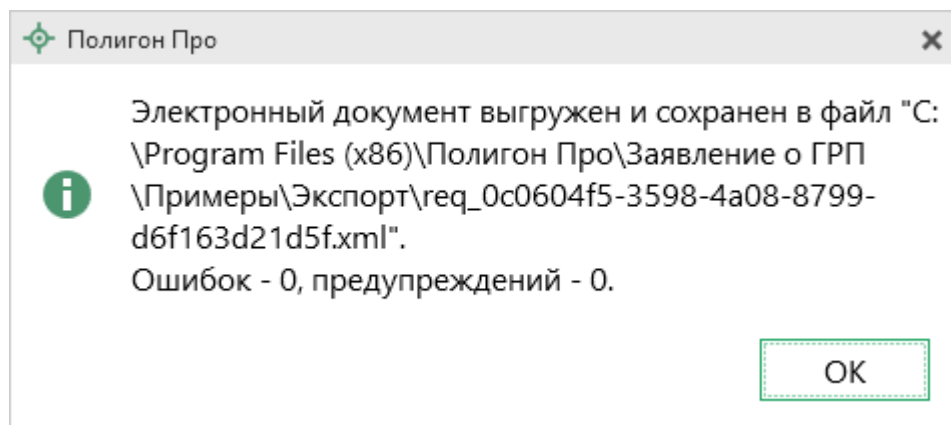 Полигон Про
Электронный документ выгружен и сохранен в файл "C:
\Program Files (x86)\Полигон Про\Заявление о ГРП
\Примеры\Экспорт\req_0c0604f5-3598-4a08-8799-
d6f163d21d5f.xml".
Ошибок - 0, предупреждений - 0.
ОК